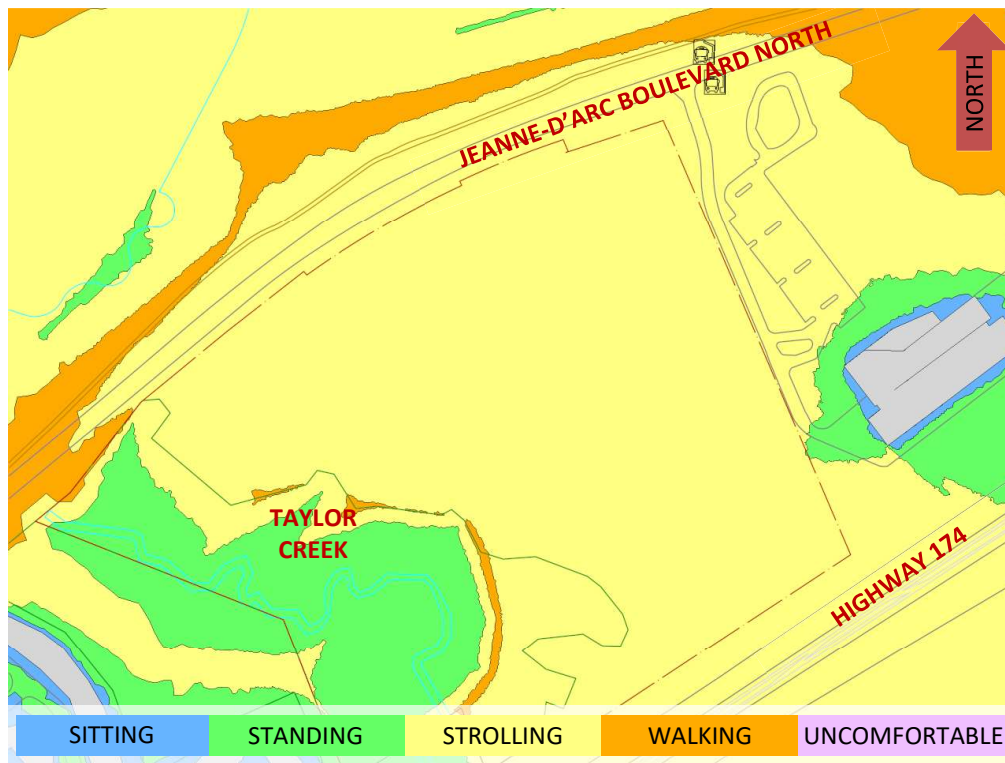 JEANNE-D'ARC BOULEVARD NORTH
NORTH
TAYLOR
CREEK
HIGHWAY 174
SITTING
STANDING
STROLLING
WALKING
UNCOMFORTABLE